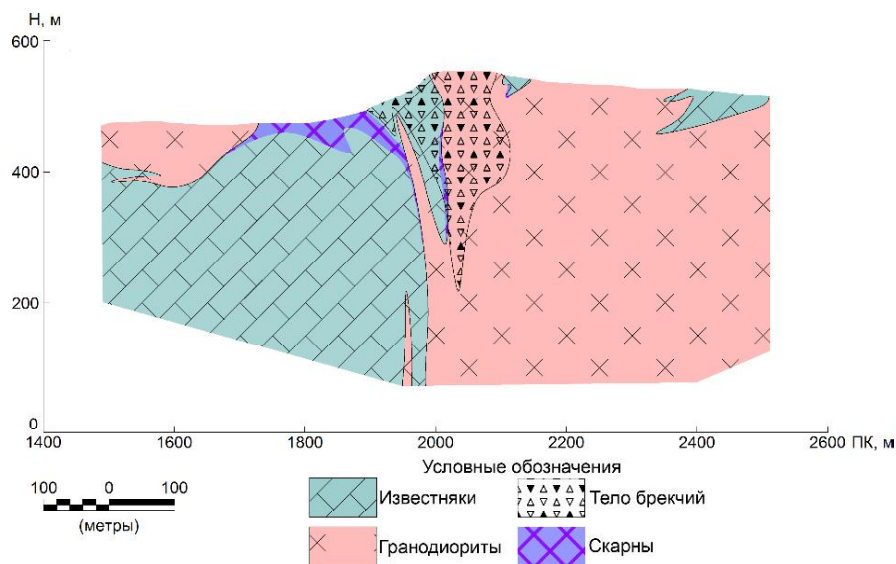 Н, м
600
400
200
0
1400 1600 1800 2000 2200 2400 2600 ПК, м
Условные обозначения
100 0 100
(метры)
Известняки Тело брекчий
Гранодиориты Скарны